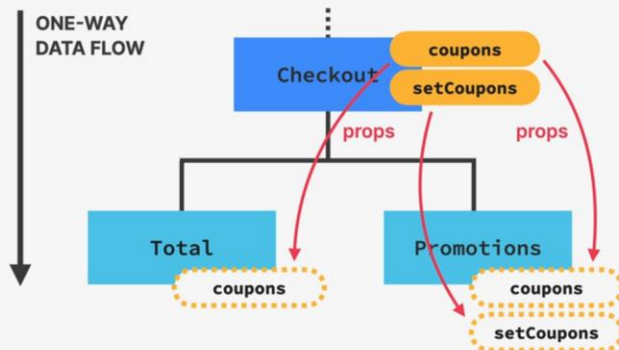 ONE-WAY
DATA FLOW
coupons
Checkout
setCoupons
props
props
Total
Promotions
coupons
coupons
setCoupons